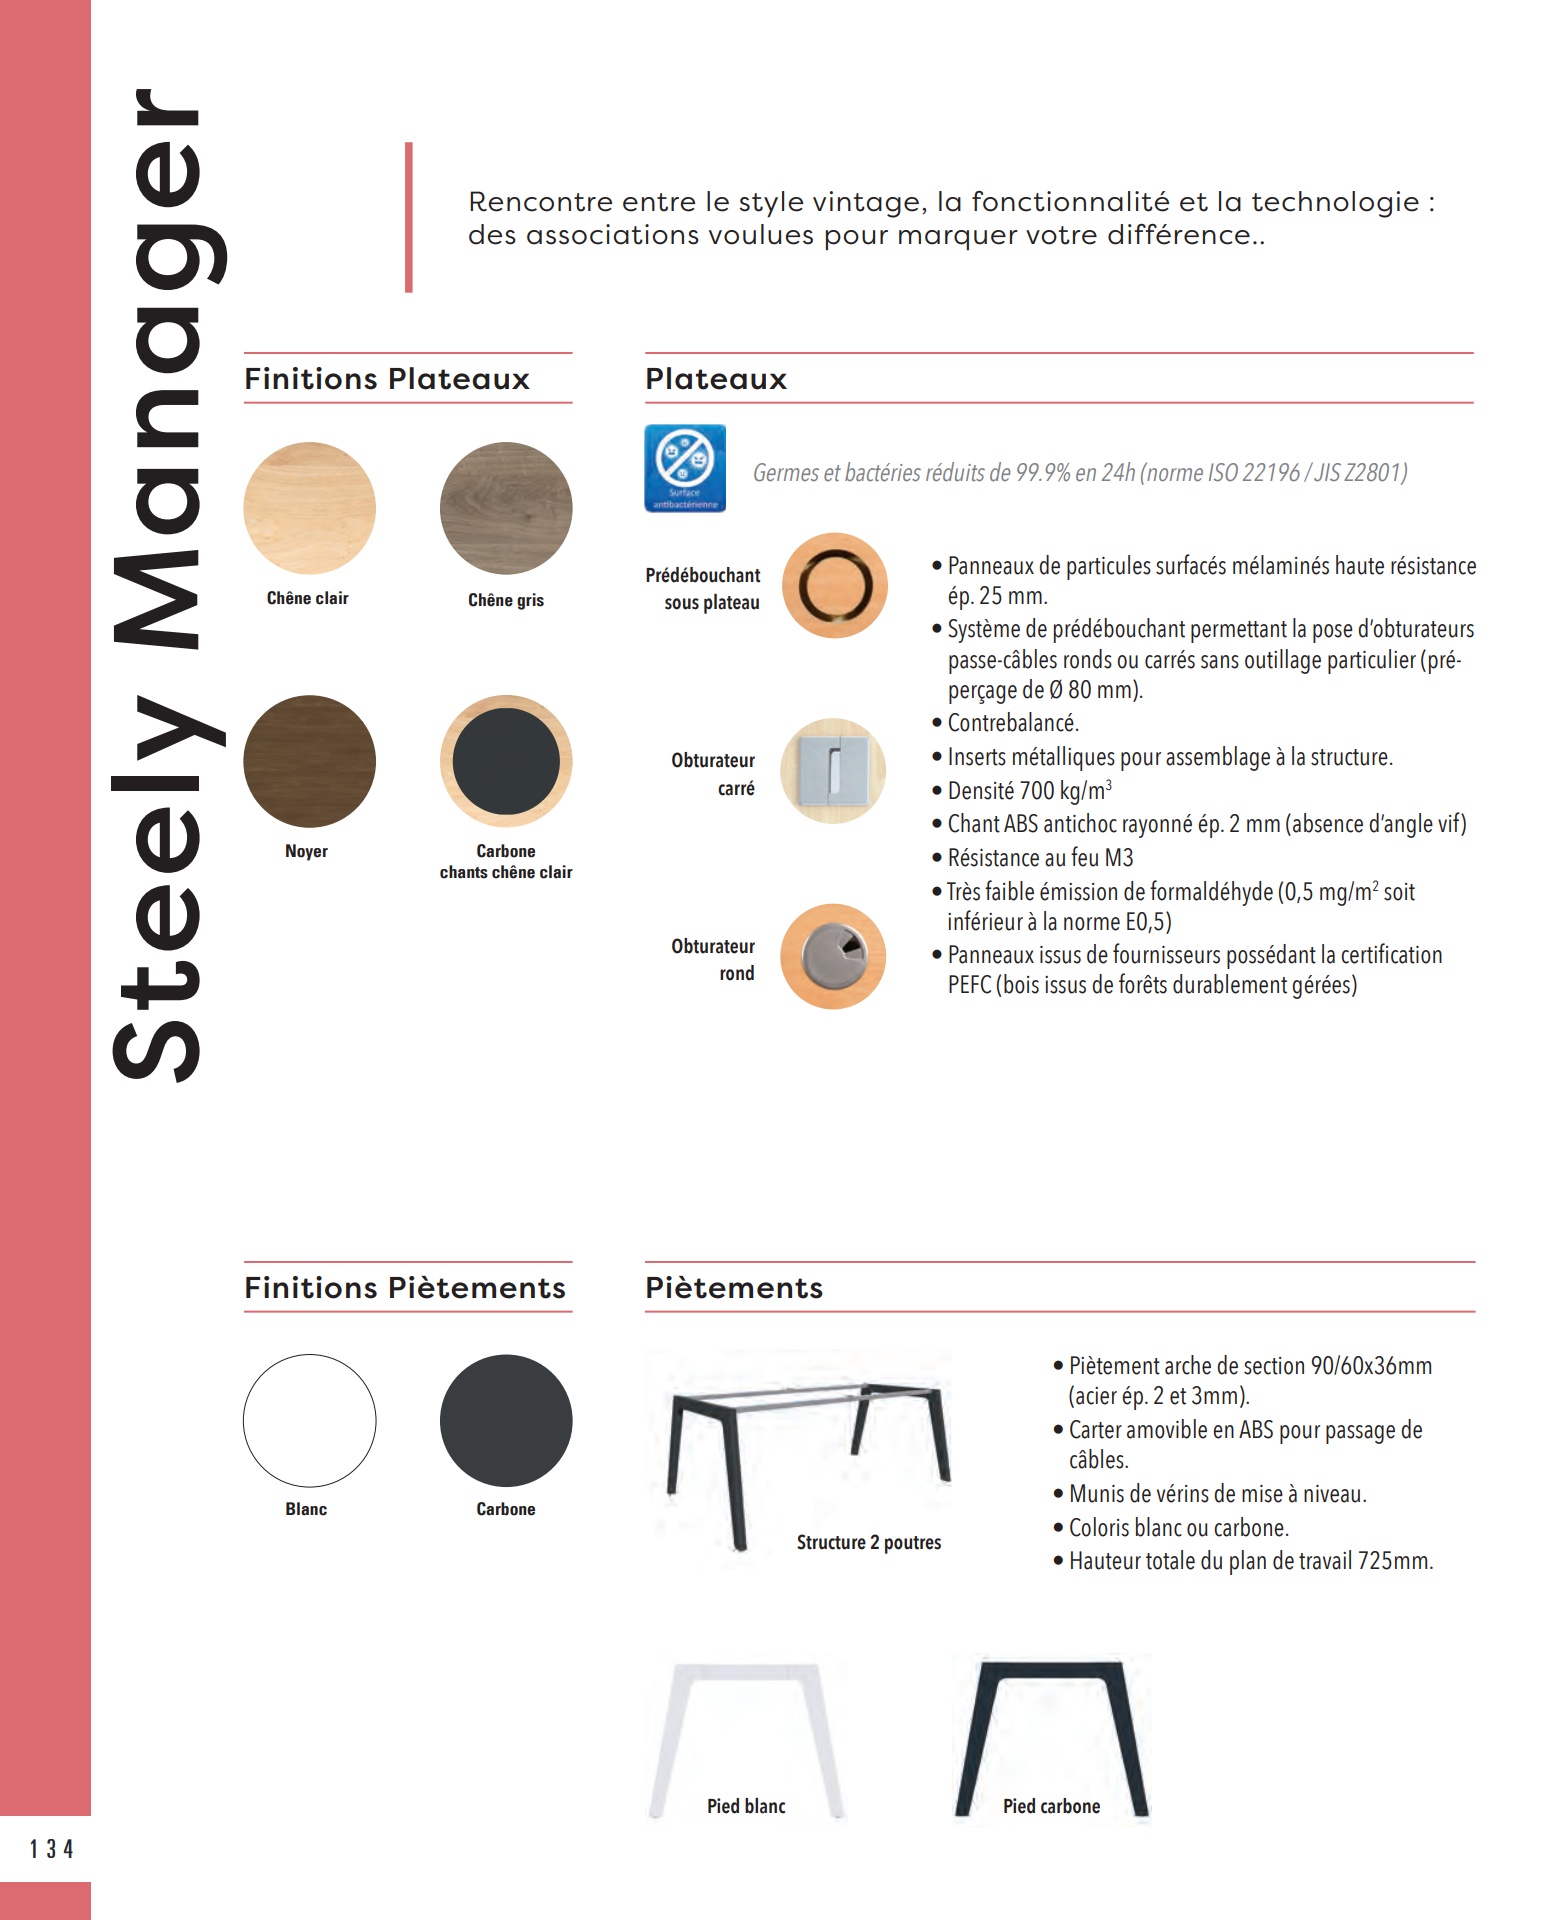 Steely Manager
Rencontre entre le style vintage, la fonctionnalité et la technologie :
des associations voulues pour marquer votre différence..
Finitions Plateaux
Chêne clair
Chêne gris
Noyer
Carbone
chants chêne clair
Plateaux
Surface
antibactérienne
Germes et bactéries réduits de 99.9% en 24h (norme ISO 22196 / JIS Z2801)
Prédébouchant
sous plateau
Obturateur
carré
Obturateur
rond
• Panneaux de particules surfacés mélaminés haute résistance
ép. 25 mm.
• Système de prédébouchant permettant la pose d’obturateurs
passe-câbles ronds ou carrés sans outillage particulier (pré-
perçage de Ø 80 mm).
• Contrebalancé.
• Inserts métalliques pour assemblage à la structure.
• Densité 700 kg/m³
• Chant ABS antichoc rayonné ép. 2 mm (absence d’angle vif)
• Résistance au feu M3
• Très faible émission de formaldéhyde (0,5 mg/m² soit
inférieur à la norme E0,5)
• Panneaux issus de fournisseurs possédant la certification
PEFC (bois issus de forêts durablement gérées)
Finitions Piètements
Blanc
Carbone
Piètements
Structure 2 poutres
• Piètement arche de section 90/60x36mm
(acier ép. 2 et 3mm).
• Carter amovible en ABS pour passage de
câbles.
• Munis de vérins de mise à niveau.
• Coloris blanc ou carbone.
• Hauteur totale du plan de travail 725mm.
Pied blanc
Pied carbone
134